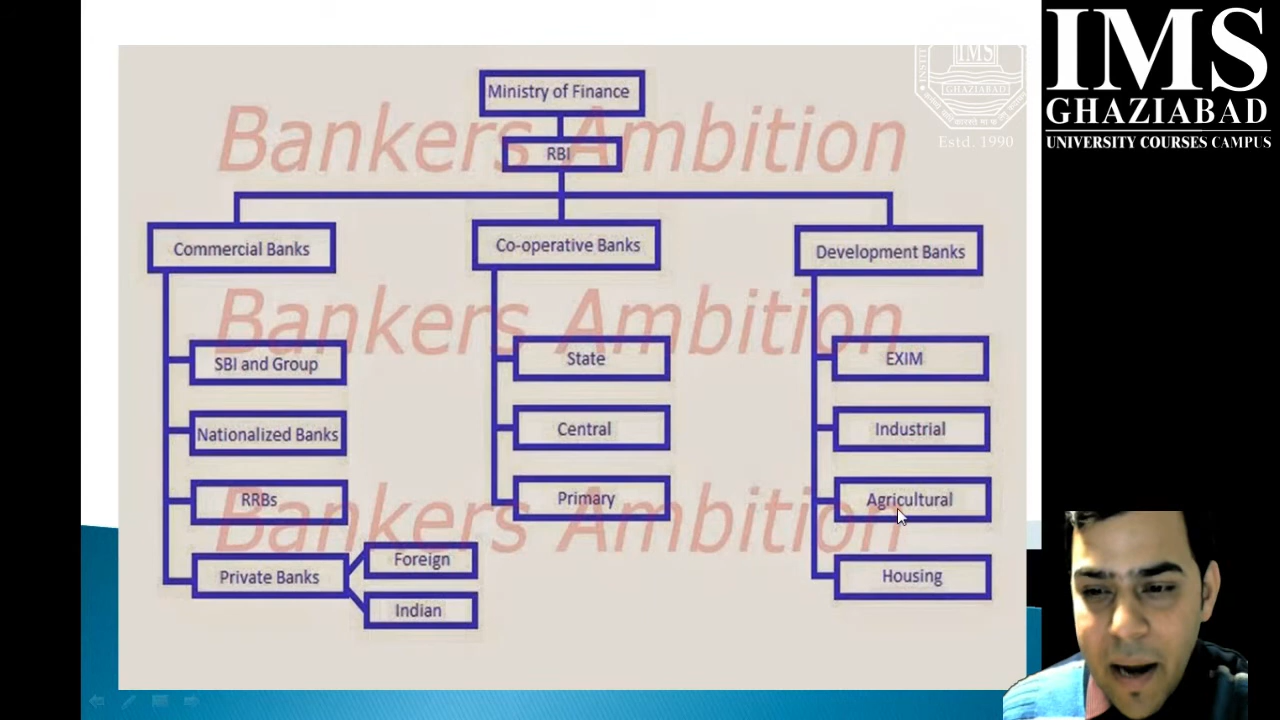 Ministry of Finance
RBI
Commercial Banks
Co-operative Banks
Development Banks
SBI and Group
Nationalized Banks
RRBs
Private Banks
Foreign
Indian
State
Central
Primary
EXIM
Industrial
Agricultural
Housing
Bankers Ambition
Bankers Ambition
Bankers Ambition
IMS
GHAZIABAD
Estd. 1990
IMS
GHAZIABAD
UNIVERSITY COURSES CAMPUS